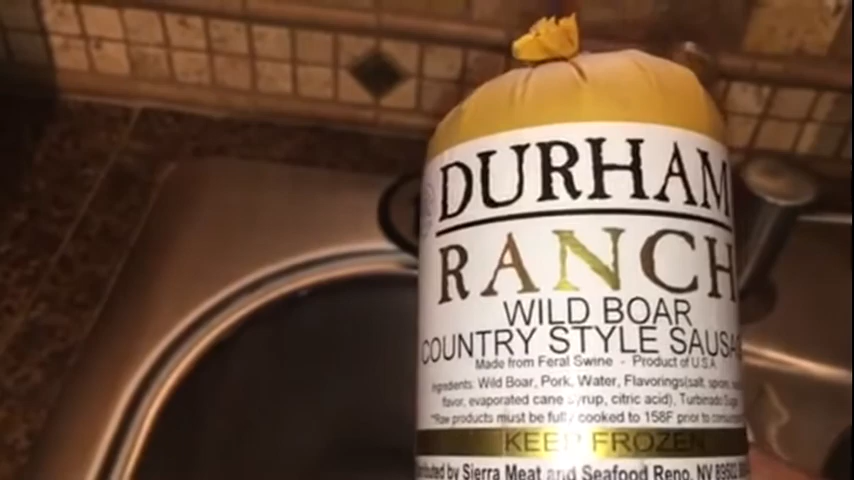 DURHAM
RANCH
WILD BOAR
COUNTRY STYLE SAUSA
Made from Feral Swine - Product of U.S.A
Ingredients: Wild Boar, Pork, Water, Flavorings(salt,
flavor, evaporated cane syrup, citric acid), Turbinado
*Raw products must be fully cooked to 158F prior to
KEEP FROZEN
tributed by Sierra Meat and Seafood Reno, NV 89502